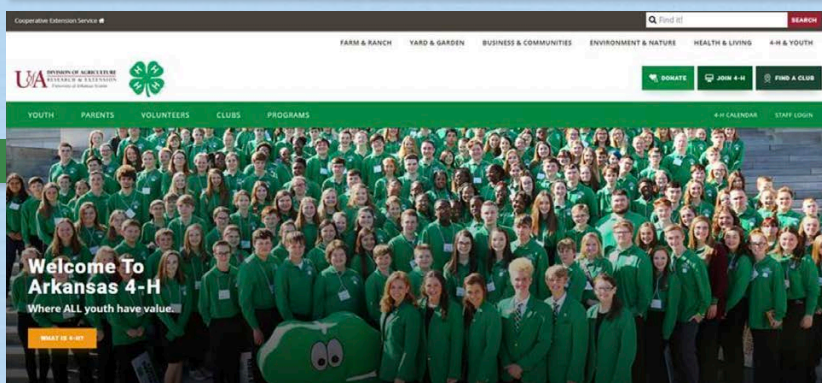 Cooperative Extension Service
Find it!
SEARCH
FARM & RANCH YARD & GARDEN BUSINESS & COMMUNITIES ENVIRONMENT & NATURE HEALTH & LIVING 4-H & YOUTH
UA DIVISION OF AGRICULTURE
RESEARCH & EXTENSION
University of Arkansas System
H H H H
DONATE JOIN 4-H FIND A CLUB
YOUTH PARENTS VOLUNTEERS CLUBS PROGRAMS 4-H CALENDAR STAFF LOGIN
Welcome To
Arkansas 4-H
Where ALL youth have value.
WHAT IS 4-H?